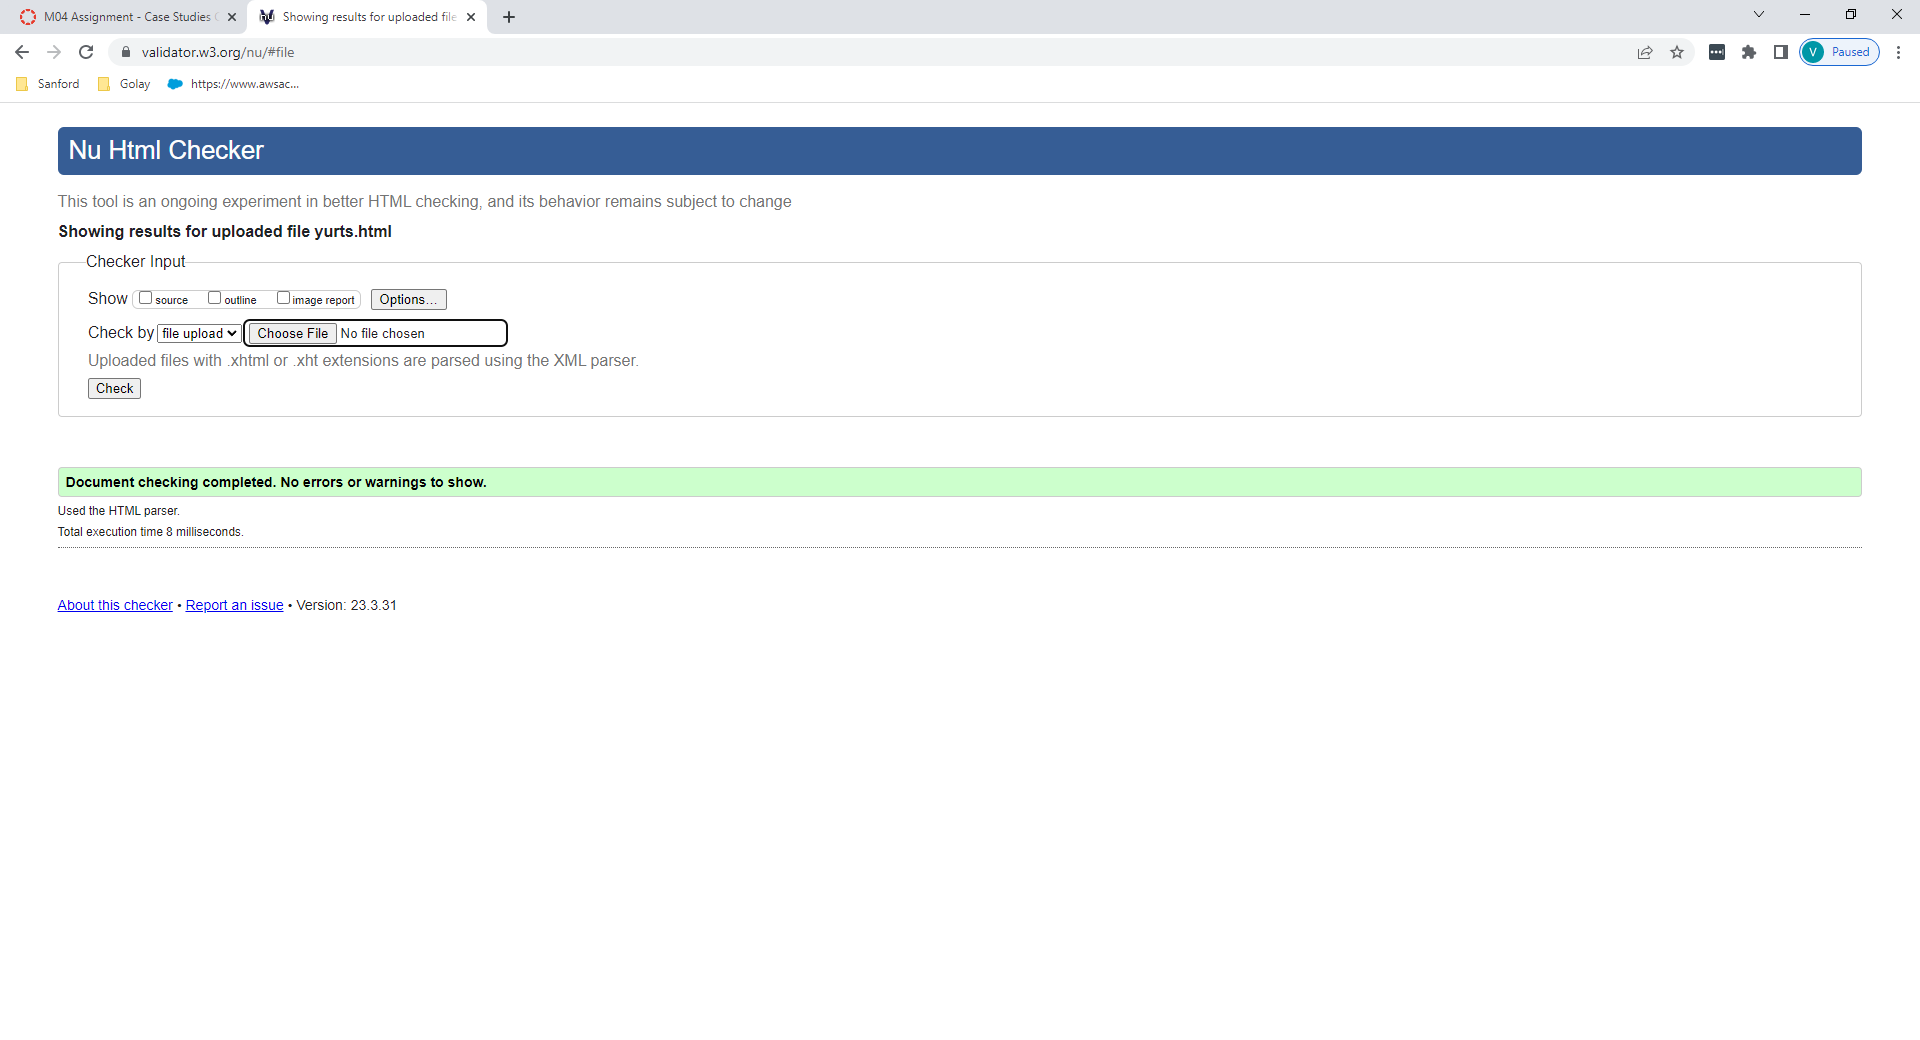 M04 Assignment - Case Studies
Showing results for uploaded file
validator.w3.org/nu/#file
V Paused
Sanford
Golay
https://www.awsac...
Nu Html Checker
This tool is an ongoing experiment in better HTML checking, and its behavior remains subject to change
Showing results for uploaded file yurts.html
Checker Input
Show source outline image report Options...
Check by file upload Choose File No file chosen
Uploaded files with .xhtml or .xht extensions are parsed using the XML parser.
Check
Document checking completed. No errors or warnings to show.
Used the HTML parser.
Total execution time 8 milliseconds.
About this checker • Report an issue • Version: 23.3.31